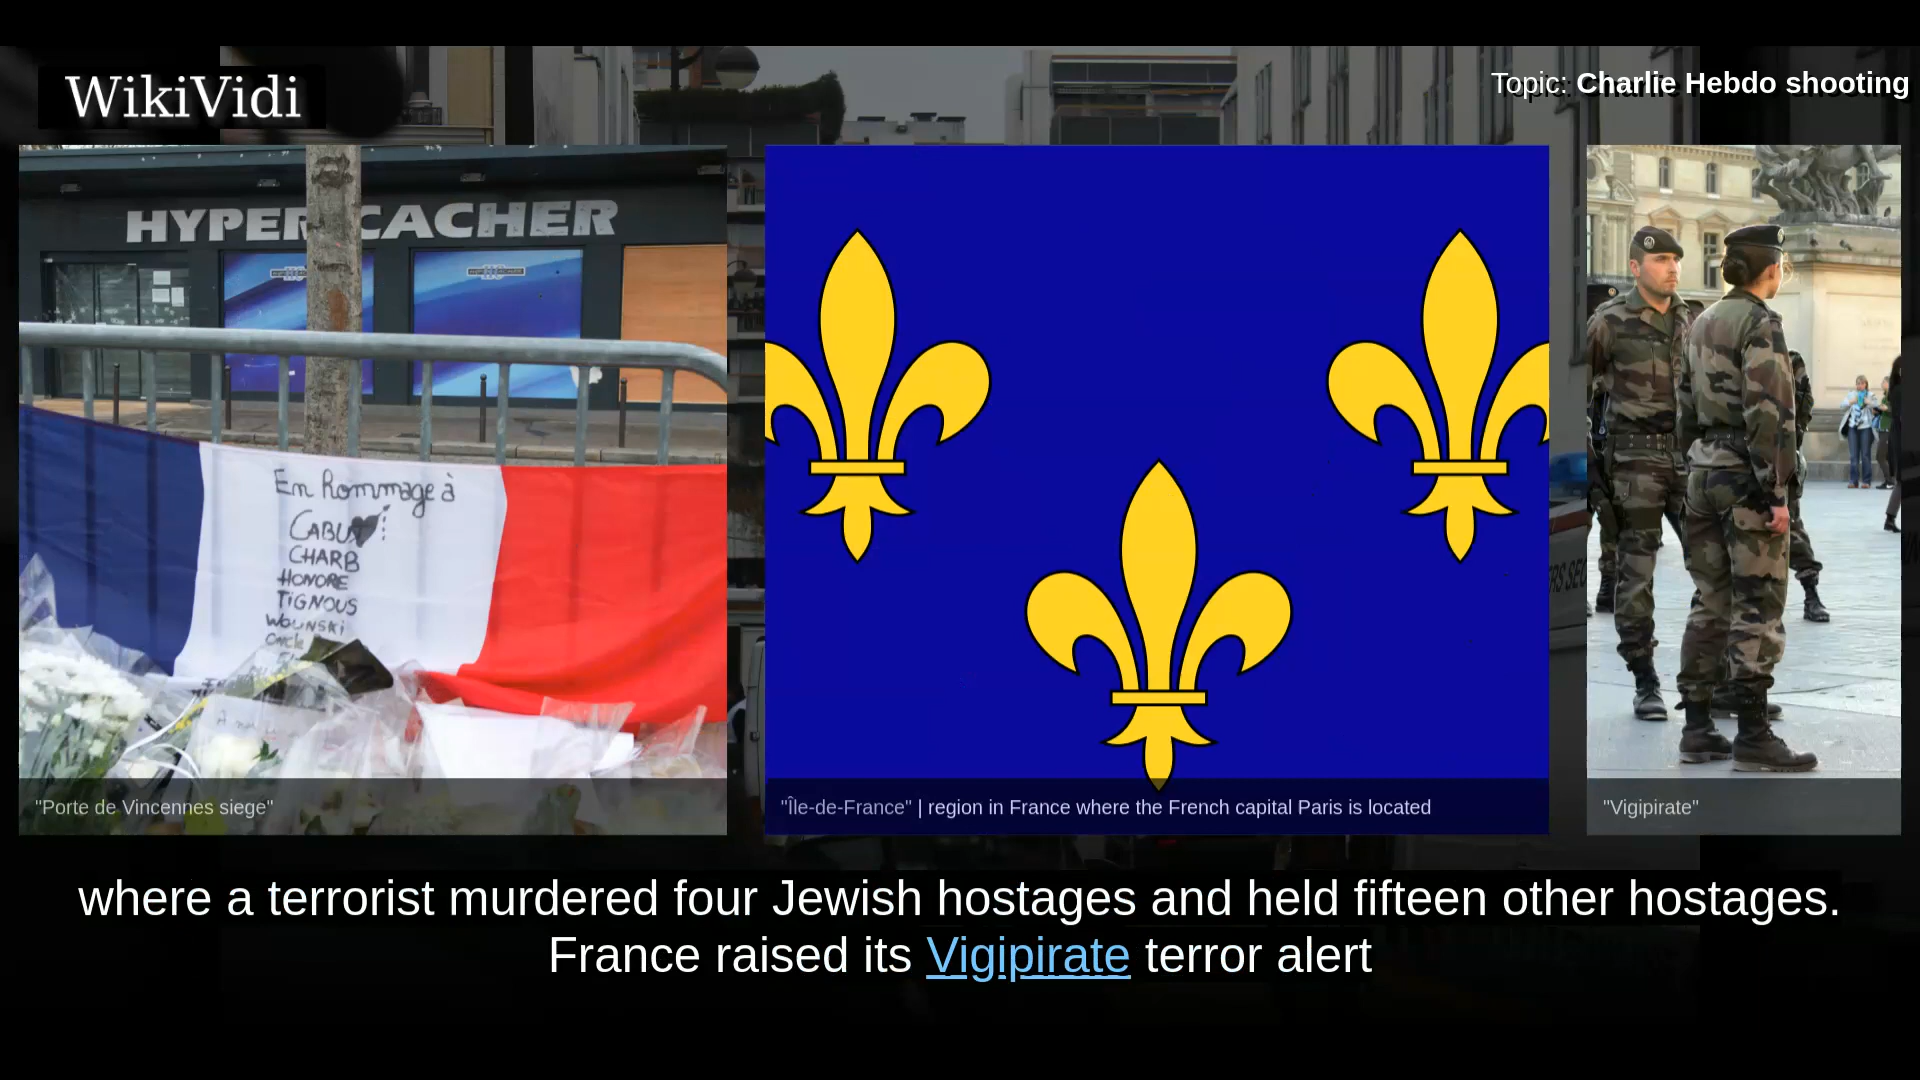 WikiVidi
Topic: Charlie Hebdo shooting
HYPER CACHER
En hommage à
CABU
CHARB
HONORE
TIGNOUS
WOLINSKI
"Porte de Vincennes siege"
"Île-de-France" | region in France where the French capital Paris is located
"Vigipirate"
where a terrorist murdered four Jewish hostages and held fifteen other hostages.
France raised its Vigipirate terror alert